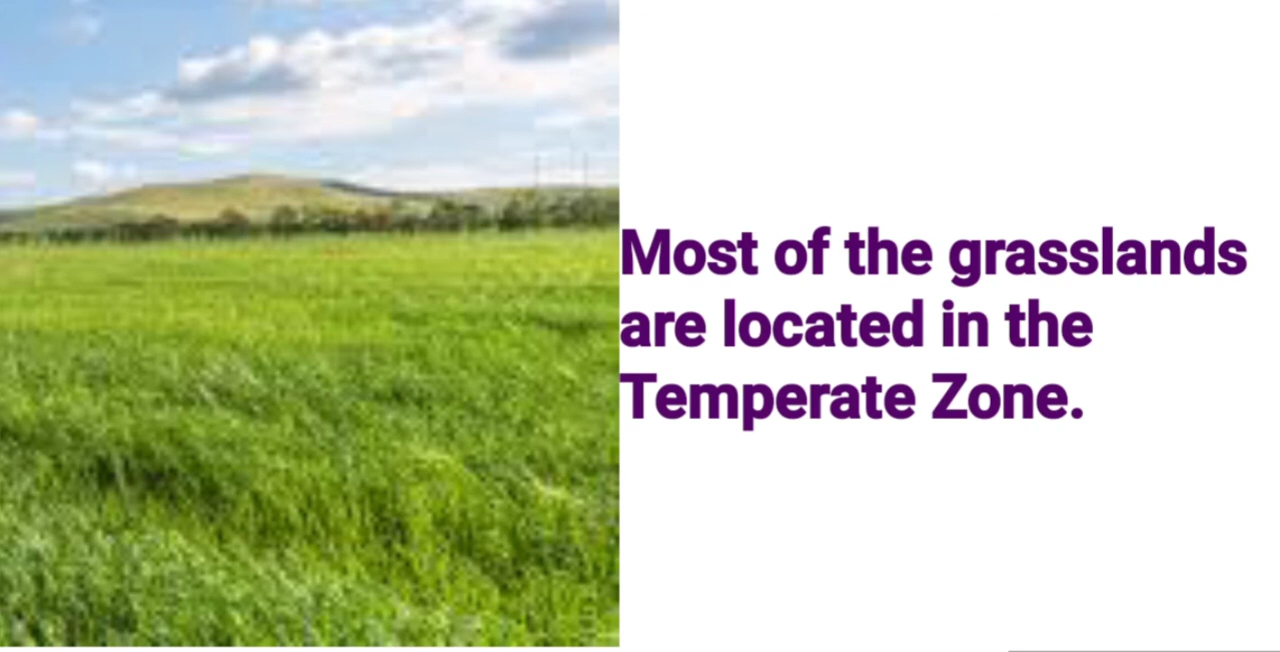 Most of the grasslands
are located in the
Temperate Zone.